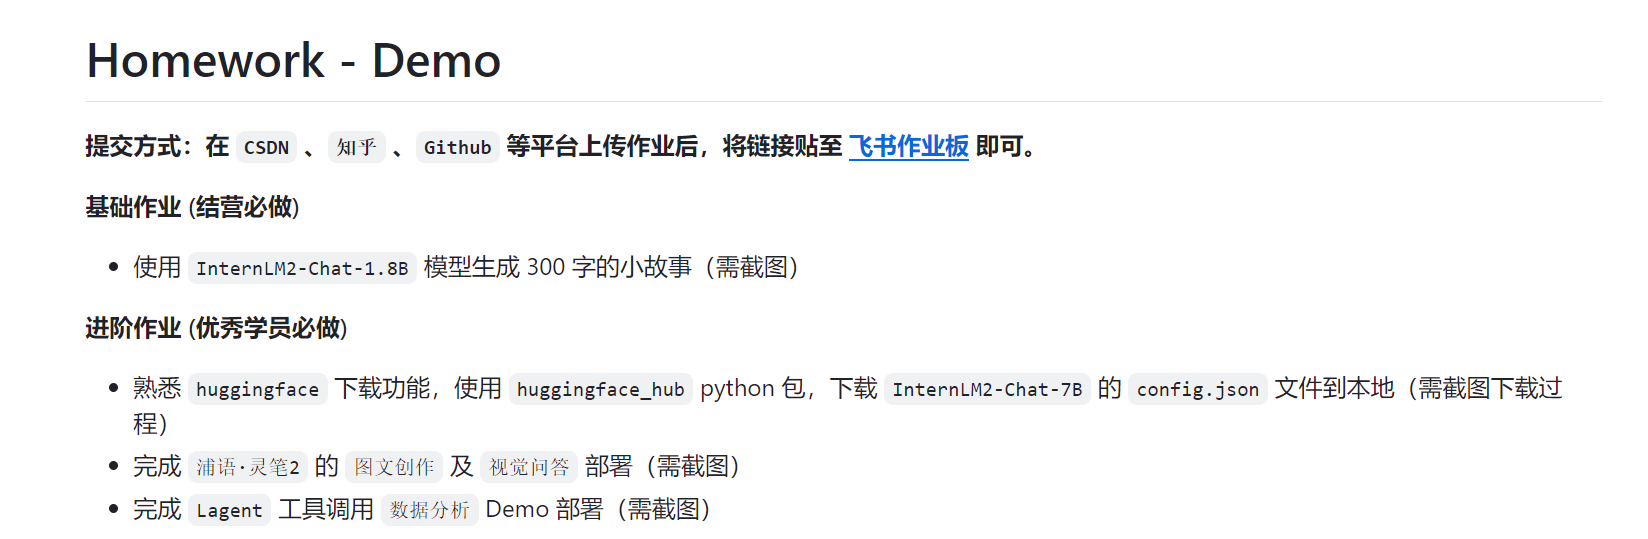 Homework - Demo
提交方式：在 CSDN 、 知乎 、 Github 等平台上传作业后，将链接贴至 飞书作业板 即可。
基础作业 (结营必做)
使用 InternLM2-Chat-1.8B 模型生成 300 字的小故事（需截图）
进阶作业 (优秀学员必做)
熟悉 huggingface 下载功能，使用 huggingface_hub python 包，下载 InternLM2-Chat-7B 的 config.json 文件到本地（需截图下载过
程）
完成 浦语·灵笔2 的 图文创作 及 视觉问答 部署（需截图）
完成 Lagent 工具调用 数据分析 Demo 部署（需截图）